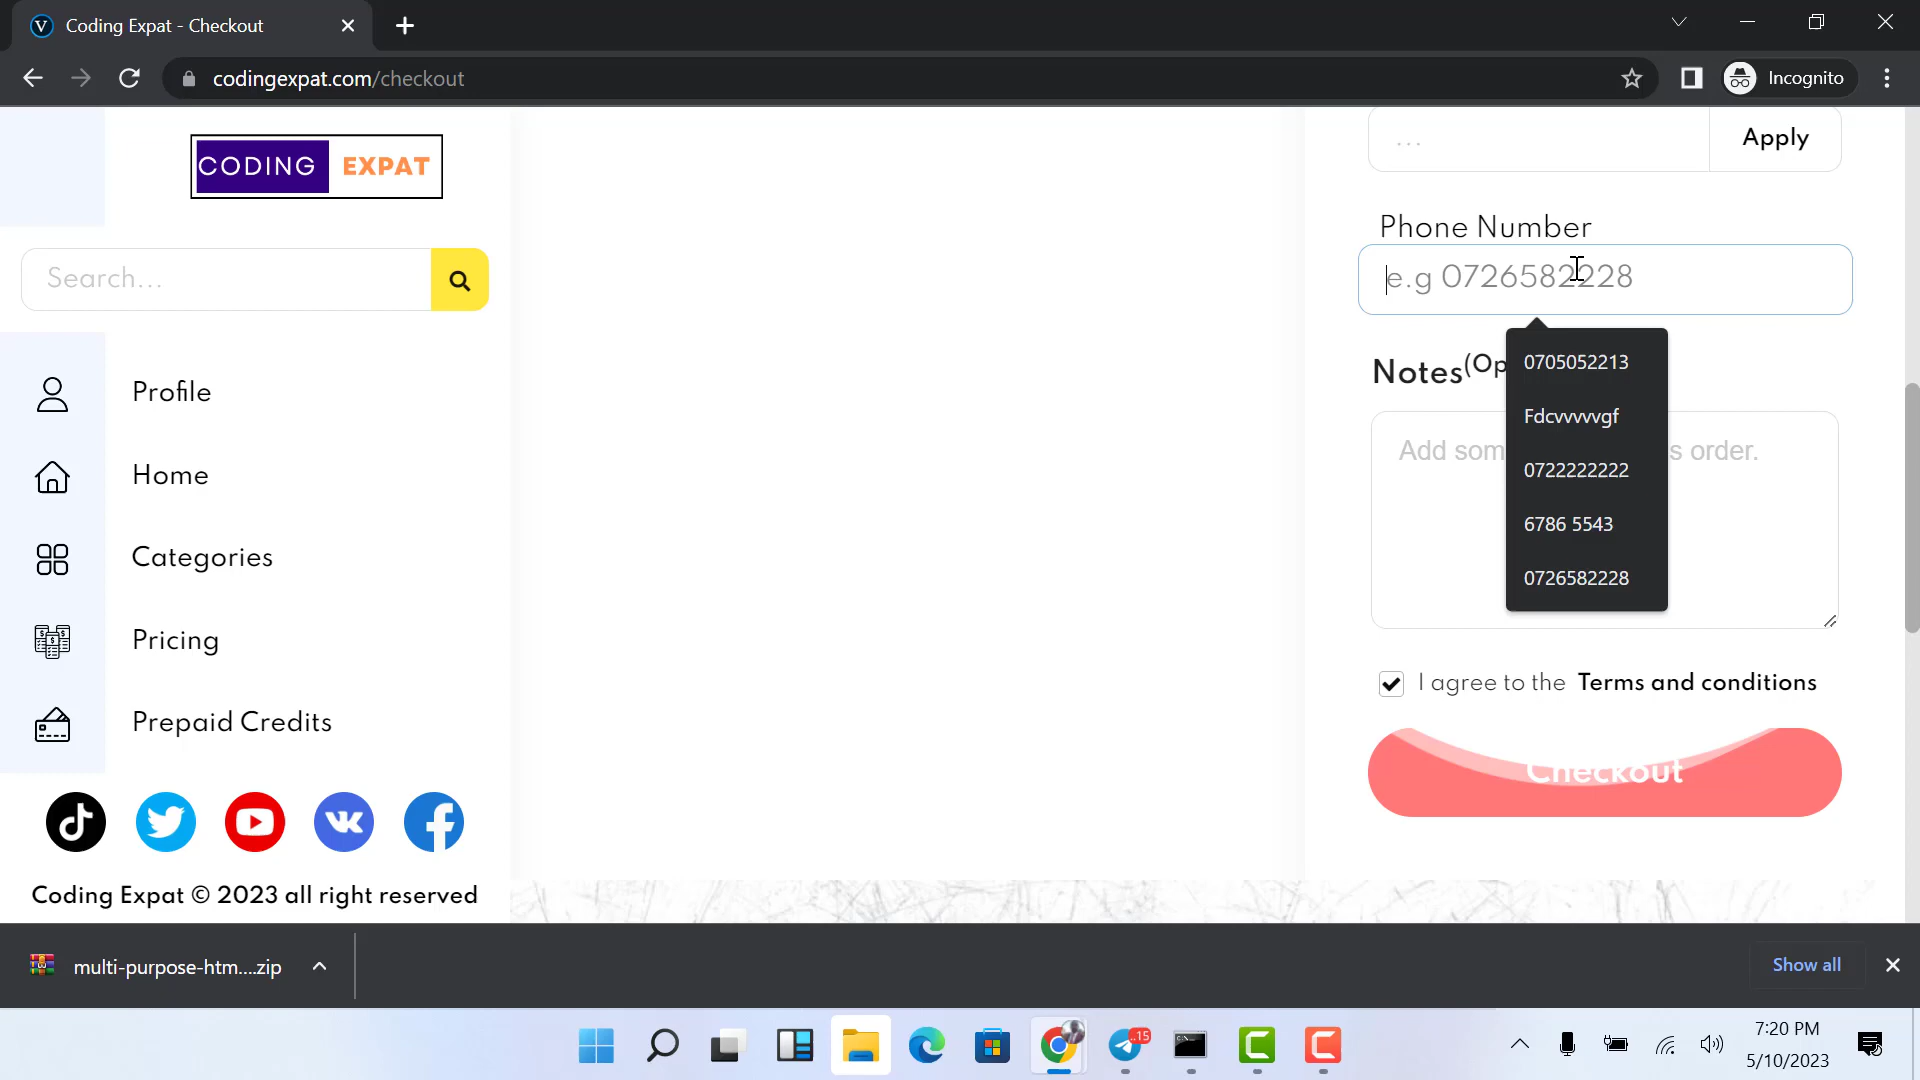 Coding Expat - Checkout
codingexpat.com/checkout
Incognito
CODING EXPAT
Search...
Profile
Home
Categories
Pricing
Prepaid Credits
Coding Expat © 2023 all right reserved
...
Apply
Phone Number
e.g 0726582228
0705052213
Fdcvvvvvgf
0722222222
6786 5543
0726582228
Notes(Op
Add som
s order.
I agree to the Terms and conditions
Checkout
multi-purpose-htm....zip
Show all
..15
7:20 PM
5/10/2023